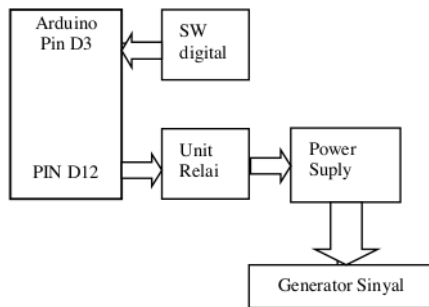 Arduino
Pin D3
SW
digital
PIN D12
Unit
Relai
Power
Suply
Generator Sinyal